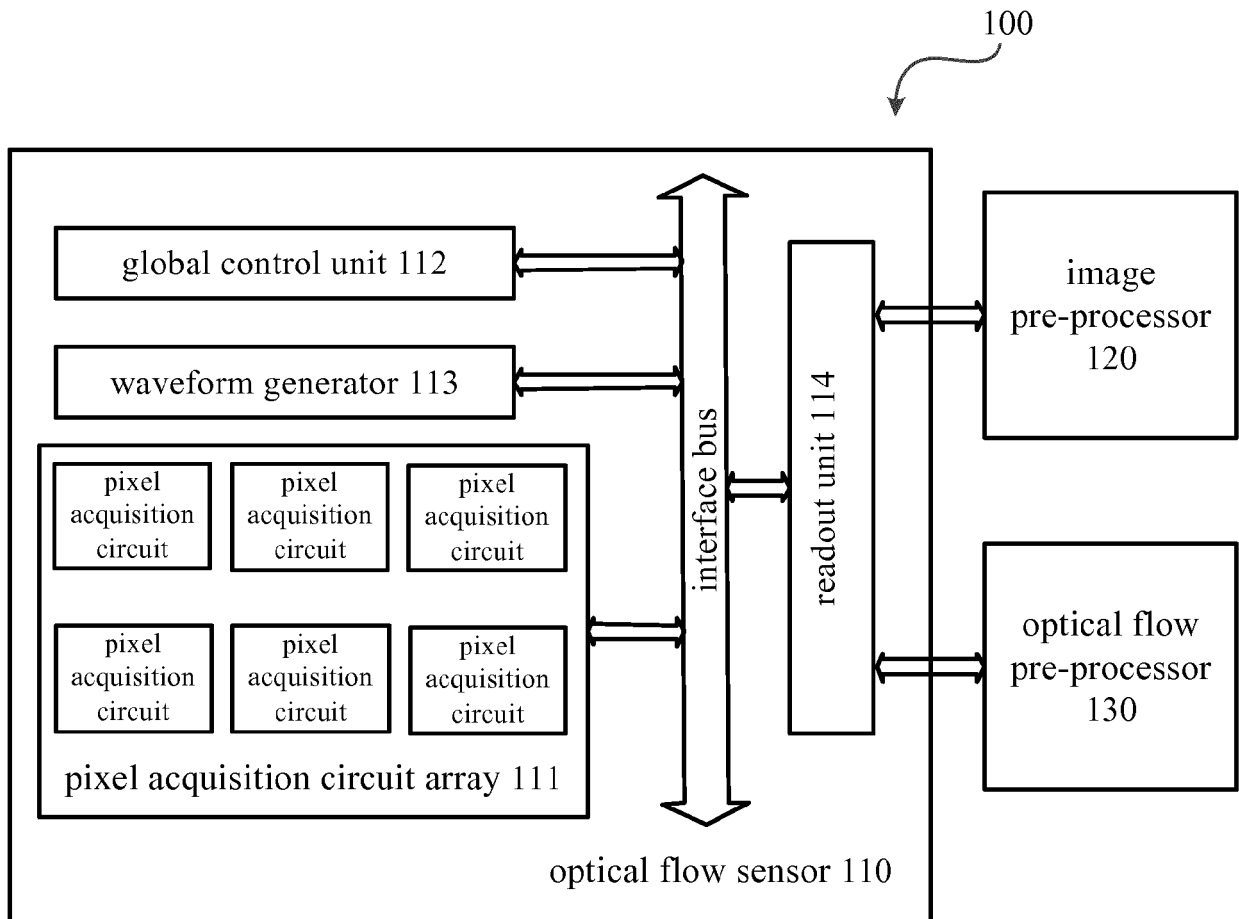 100
global control unit 112
waveform generator 113
pixel
acquisition
circuit
pixel
acquisition
circuit
pixel
acquisition
circuit
pixel
acquisition
circuit
pixel
acquisition
circuit
pixel
acquisition
circuit
pixel acquisition circuit array 111
interface bus
readout unit 114
optical flow sensor 110
image
pre-processor
120
optical flow
pre-processor
130